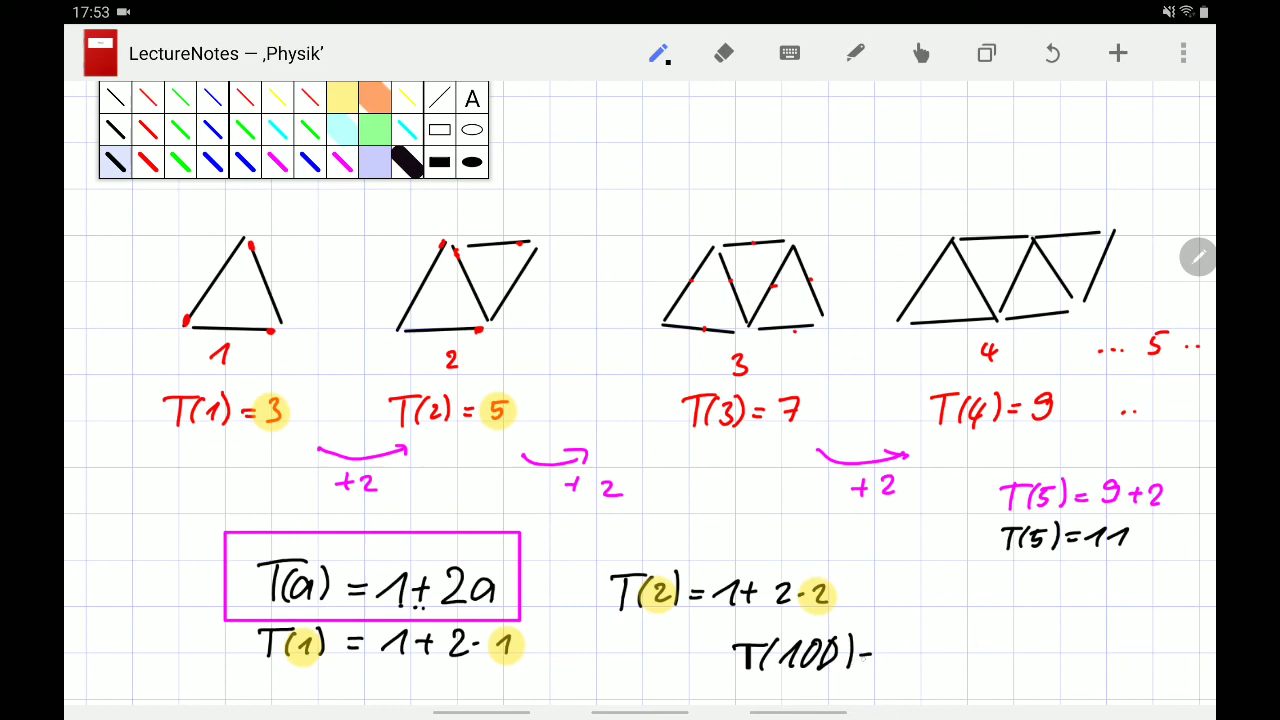 17:53
LectureNotes — ‚Physik’
A
1
2
3
4
... 5 ..
T(1) = 3
T(2) = 5
T(3) = 7
T(4) = 9
..
+2
+ 2
+2
T(5) = 9 + 2
T(5) = 11
T(a) = 1 + 2a
T(2) = 1 + 2 · 2
T(1) = 1 + 2 · 1
T(100) =